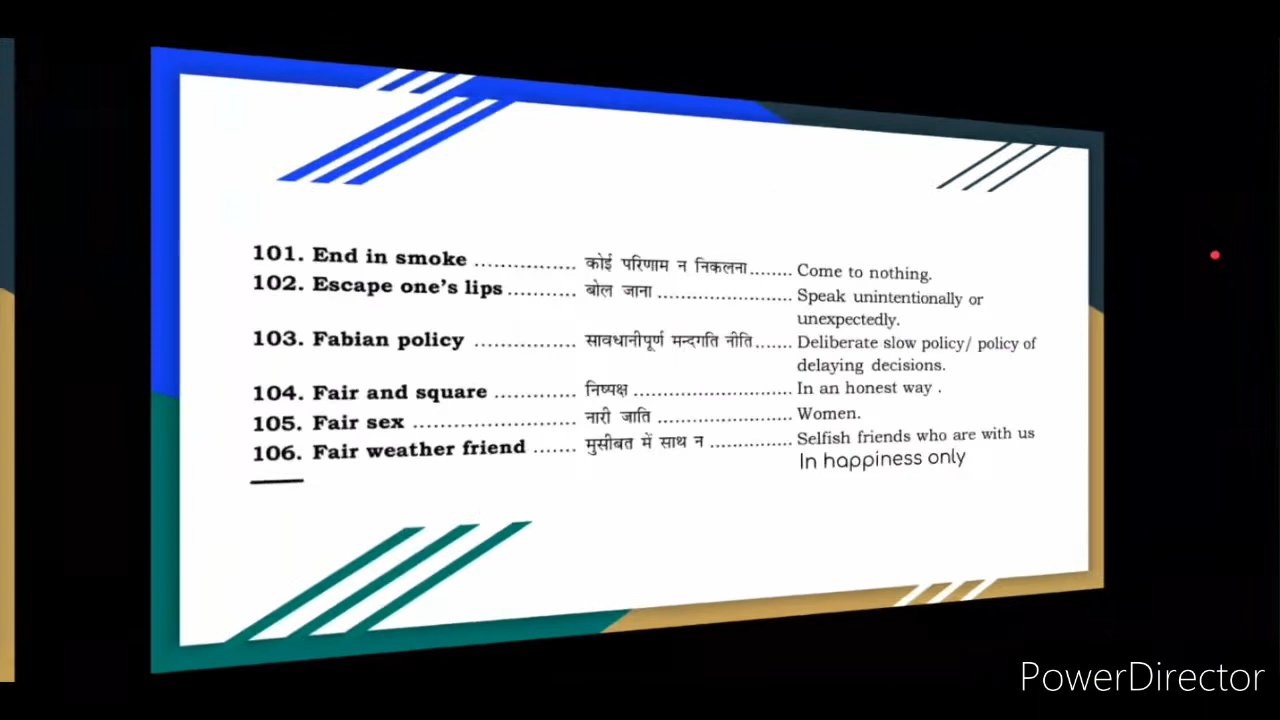 101. End in smoke ................ कोई परिणाम न निकलना........ Come to nothing.
102. Escape one's lips ........... बोल जाना ......................... Speak unintentionally or
unexpectedly.
103. Fabian policy ................ सावधानीपूर्ण मन्दगति नीति....... Deliberate slow policy/ policy of
delaying decisions.
104. Fair and square ............. निष्पक्ष ............................. In an honest way .
105. Fair sex .......................... नारी जाति ......................... Women.
106. Fair weather friend ....... मुसीबत में साथ न ............... Selfish friends who are with us
In happiness only
PowerDirector